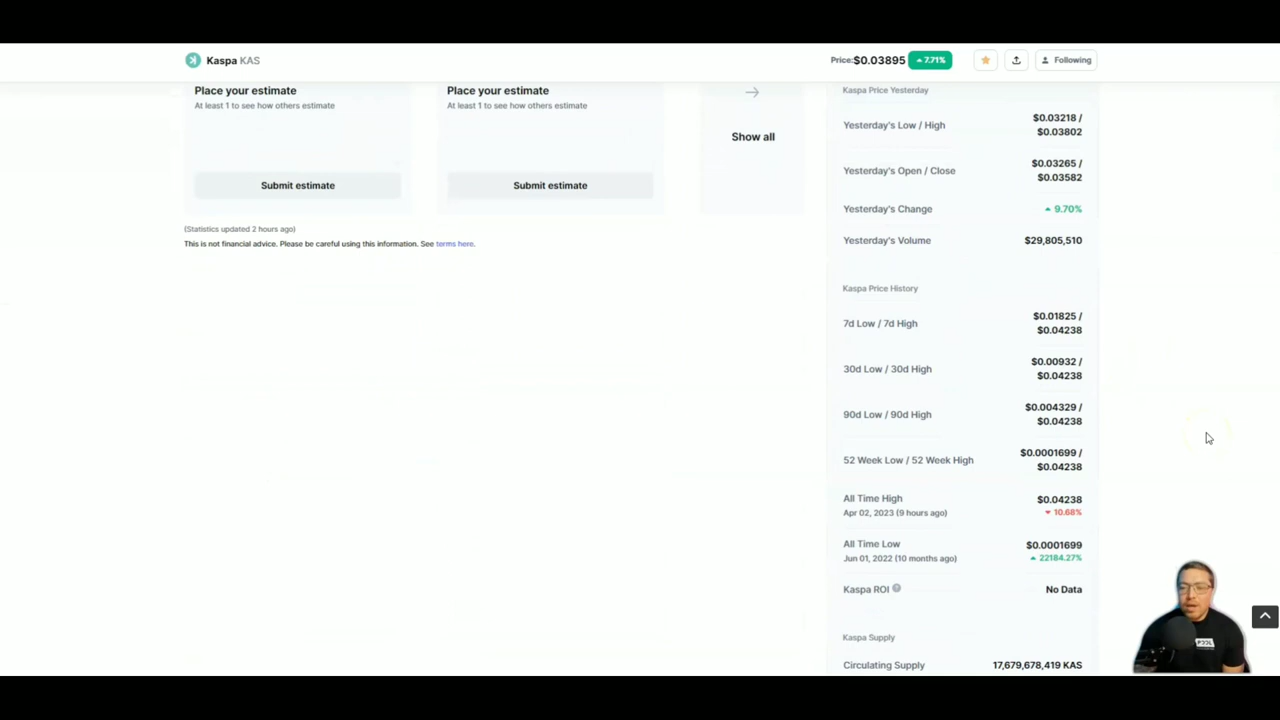 Kaspa KAS
Price:$0.03895 7.71%
Following
Place your estimate
At least 1 to see how others estimate
Submit estimate
Place your estimate
At least 1 to see how others estimate
Submit estimate
Show all
(Statistics updated 2 hours ago)
This is not financial advice. Please be careful using this information. See terms here.
Kaspa Price Yesterday
Yesterday's Low / High
$0.03218 /
$0.03802
Yesterday's Open / Close
$0.03265 /
$0.03582
Yesterday's Change
9.70%
Yesterday's Volume
$29,805,510
Kaspa Price History
7d Low / 7d High
$0.01825 /
$0.04238
30d Low / 30d High
$0.00932 /
$0.04238
90d Low / 90d High
$0.004329 /
$0.04238
52 Week Low / 52 Week High
$0.0001699 /
$0.04238
All Time High
$0.04238
Apr 02, 2023 (9 hours ago)
10.68%
All Time Low
$0.0001699
Jun 01, 2022 (10 months ago)
22184.27%
Kaspa ROI
No Data
Kaspa Supply
Circulating Supply
17,679,678,419 KAS